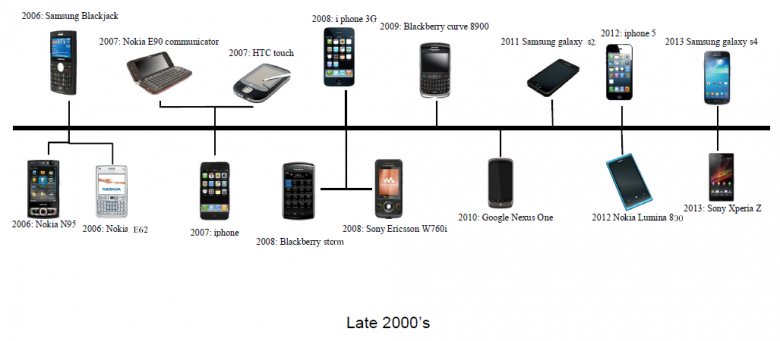 2006: Samsung Blackjack
2007: Nokia E90 communicator
2007: HTC touch
2008: i phone 3G
2009: Blackberry curve 8900
2011 Samsung galaxy s2
2012: iphone 5
2013 Samsung galaxy s4
NOKIA
2006: Nokia N95
2006: Nokia E62
2007: iphone
2008: Blackberry storm
2008: Sony Ericsson W760i
2010: Google Nexus One
2012 Nokia Lumina 800
2013: Sony Xperia Z
Late 2000's